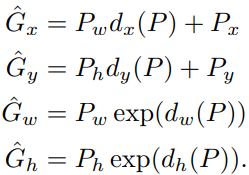 Ĝ_x = P_w d_x(P) + P_x
Ĝ_y = P_h d_y(P) + P_y
Ĝ_w = P_w exp(d_w(P))
Ĝ_h = P_h exp(d_h(P)).